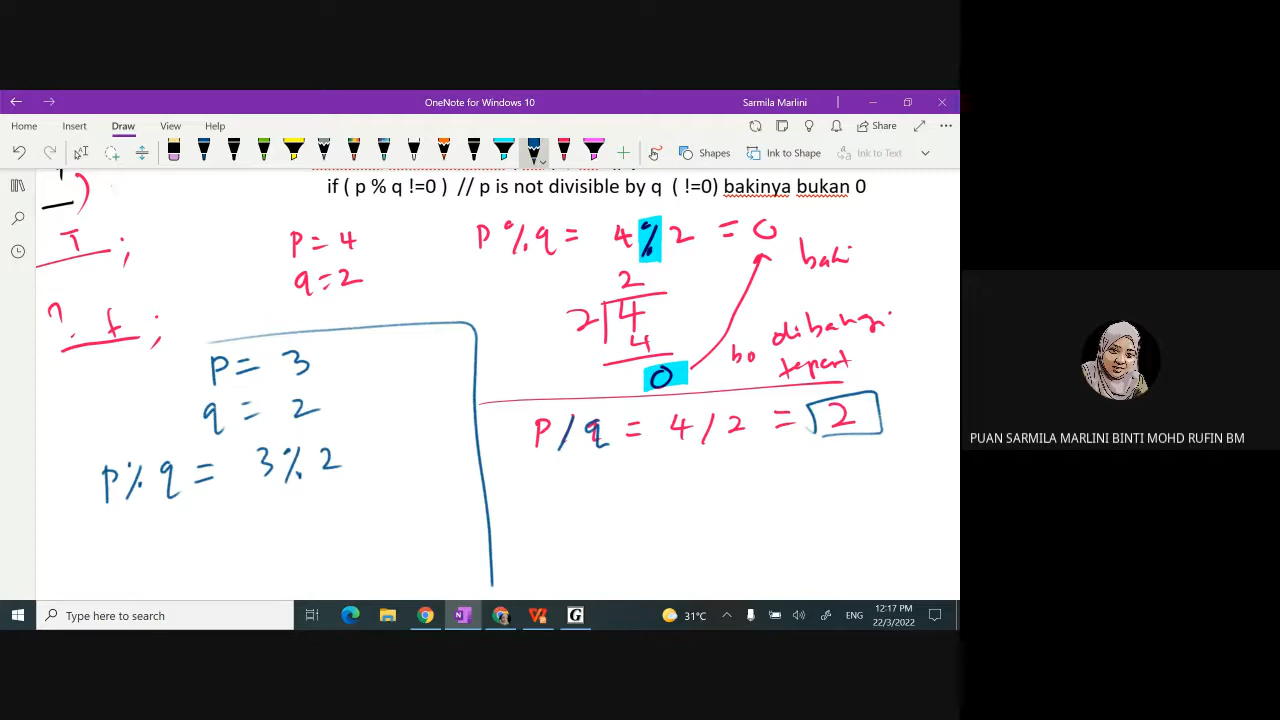 OneNote for Windows 10
Sarmila Marlini
Home Insert Draw View Help
Share
Shapes
Ink to Shape
Ink to Text
if ( p % q !=0 ) // p is not divisible by q ( !=0) bakinya bukan 0
T ;
? f ;
p = 4
q = 2
p % q = 4 % 2 = 0
baki
2
2 4
4
0
bo dibahagi
tepat
p / q = 4 / 2 = 2
p = 3
q = 2
p % q = 3 % 2
PUAN SARMILA MARLINI BINTI MOHD RUFIN BM
Type here to search
31°C
ENG
12:17 PM
22/3/2022